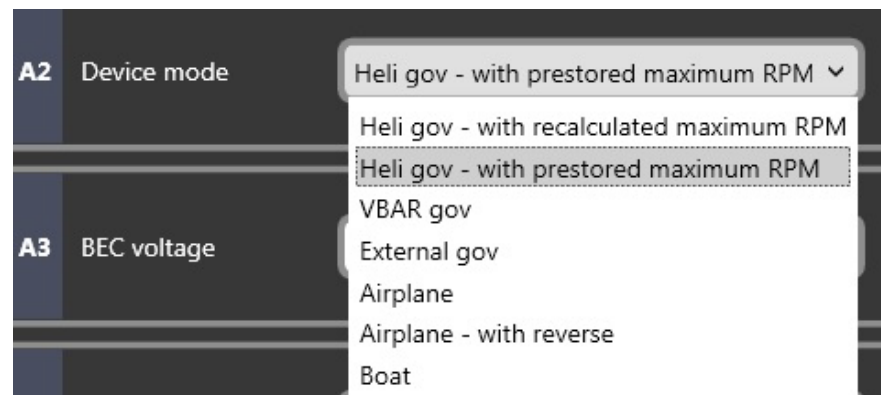 A2 Device mode Heli gov - with prestored maximum RPM
Heli gov - with recalculated maximum RPM
Heli gov - with prestored maximum RPM
VBAR gov
A3 BEC voltage
External gov
Airplane
Airplane - with reverse
Boat